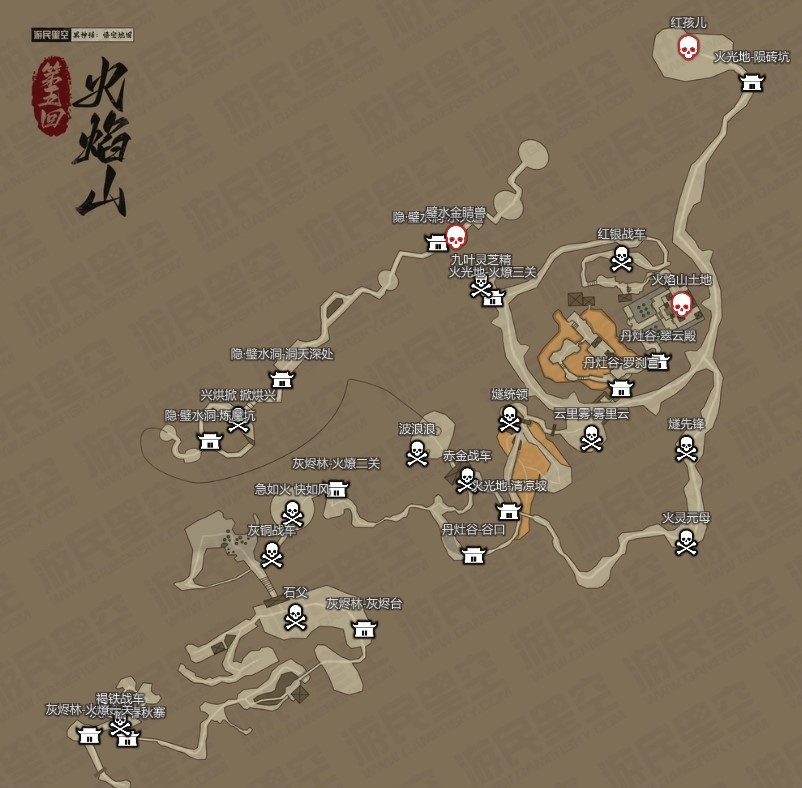 游民星空 黑神话：悟空地图
第五回
火焰山
红孩儿
火光地-陨砖坑
璧水金睛兽
红银战车
九叶灵芝精
火光地-火燎三关
火焰山土地
丹灶谷-翠云殿
隐·璧水洞-洞天深处
丹灶谷-罗刹宫
兴烘掀 掀烘兴
燧统领
云里雾·雾里云
隐·璧水洞-炼魔坑
波浪浪
燧先锋
赤金战车
灰烬林-火燎二关
急如火 快如风
火光地-清凉坡
灰铜战车
丹灶谷-谷口
火灵元母
石父
灰烬林-灰烬台
褐铁战车
灰烬林-火燎一关